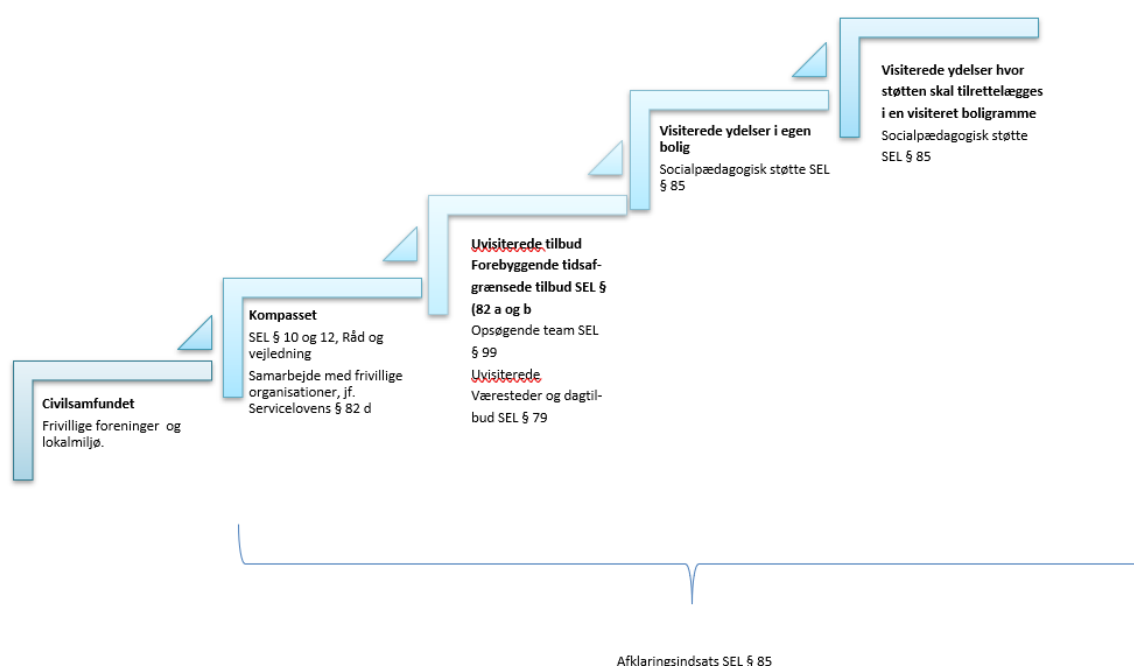 Civilsamfundet
Frivillige foreninger og
lokalmiljø.
Kompasset
SEL § 10 og 12, Råd og
vejledning
Samarbejde med frivillige
organisationer, jf.
Servicelovens § 82 d
Uvisiterede tilbud
Forebyggende tidsaf-
grænsede tilbud SEL §
(82 a og b
Opsøgende team SEL
§ 99
Uvisiterede
Væresteder og dagtil-
bud SEL § 79
Visiterede ydelser i egen
bolig
Socialpædagogisk støtte SEL
§ 85
Visiterede ydelser hvor
støtten skal tilrettelægges
i en visiteret boligramme
Socialpædagogisk støtte
SEL § 85
Afklaringsindsats SEL § 85